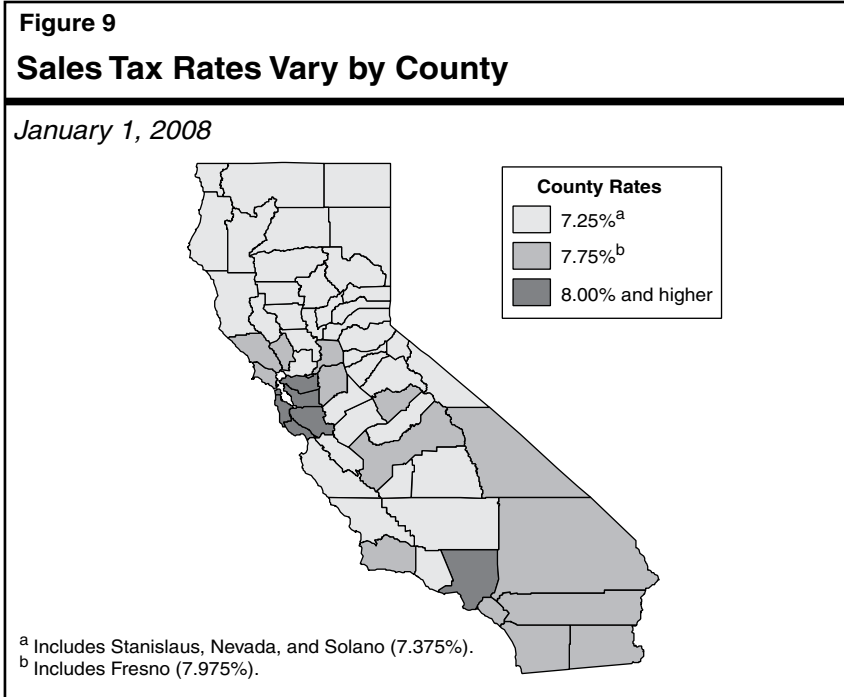 Figure 9
Sales Tax Rates Vary by County
January 1, 2008
County Rates
7.25%a
7.75%b
8.00% and higher
a Includes Stanislaus, Nevada, and Solano (7.375%).
b Includes Fresno (7.975%).